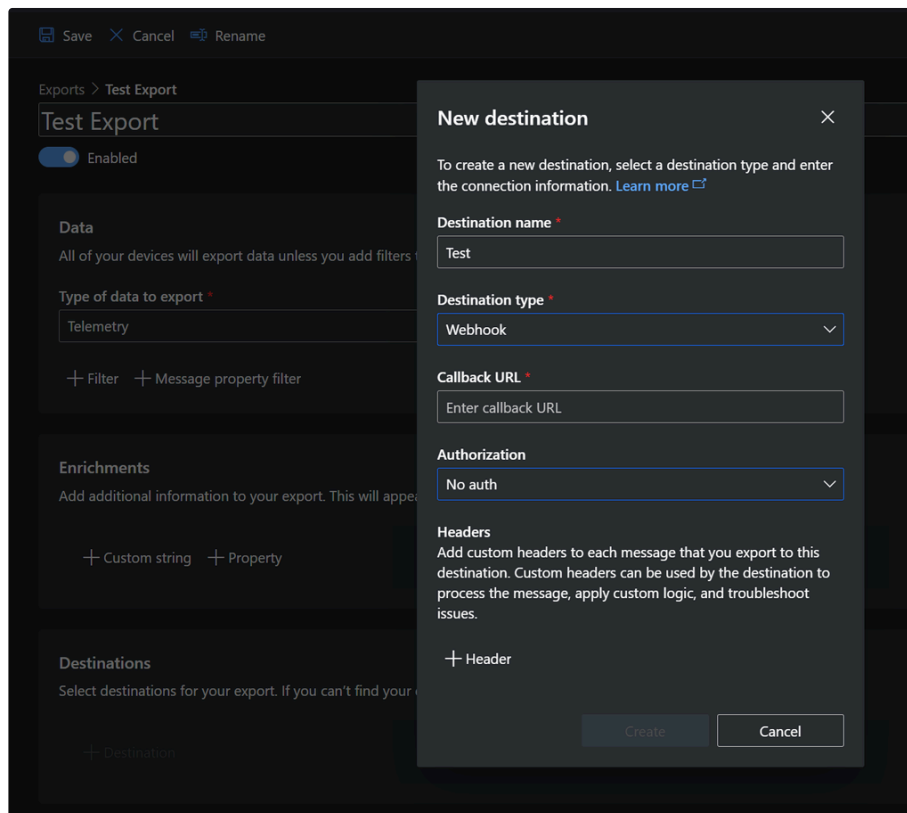 Save Cancel Rename
Exports > Test Export
Test Export
Enabled
Data
All of your devices will export data unless you add filters
Type of data to export *
Telemetry
+ Filter + Message property filter
Enrichments
Add additional information to your export. This will
+ Custom string + Property
Destinations
Select destinations for your export. If you can't find your
+ Destination
New destination
To create a new destination, select a destination type and enter
the connection information. Learn more
Destination name *
Test
Destination type *
Webhook
Callback URL *
Enter callback URL
Authorization
No auth
Headers
Add custom headers to each message that you export to this
destination. Custom headers can be used by the destination to
process the message, apply custom logic, and troubleshoot
issues.
+ Header
Create Cancel